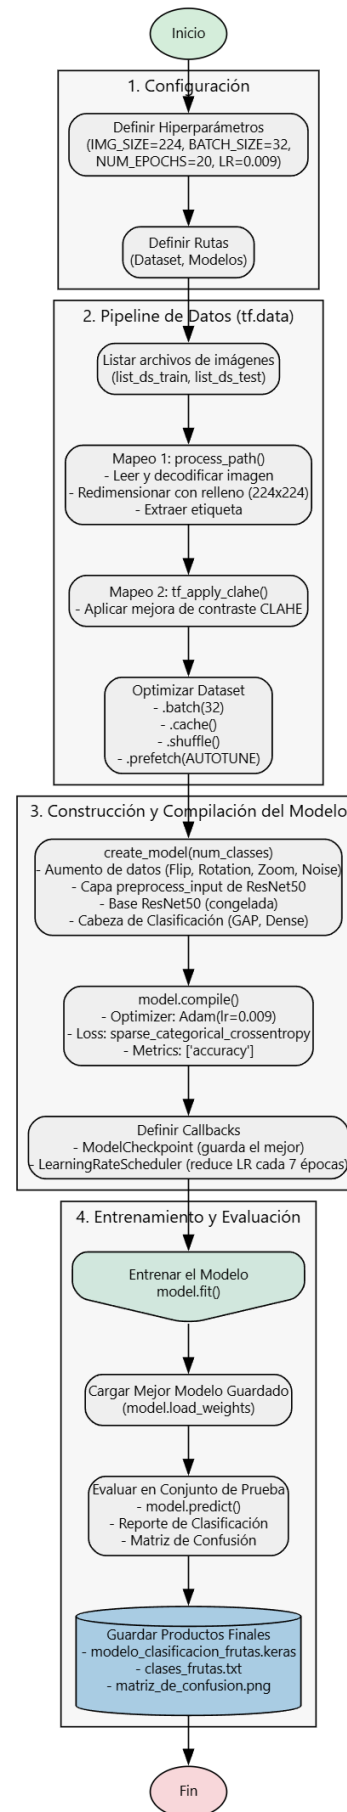 Inicio
1. Configuración
Definir Hiperparámetros
(IMG_SIZE=224, BATCH_SIZE=32,
NUM_EPOCHS=20, LR=0.009)
Definir Rutas
(Dataset, Modelos)
2. Pipeline de Datos (tf.data)
Listar archivos de imágenes
(list_ds_train, list_ds_test)
Mapeo 1: process_path()
- Leer y decodificar imagen
- Redimensionar con relleno (224x224)
- Extraer etiqueta
Mapeo 2: tf_apply_clahe()
- Aplicar mejora de contraste CLAHE
Optimizar Dataset
- .batch(32)
- .cache()
- .shuffle()
- .prefetch(AUTOTUNE)
3. Construcción y Compilación del Modelo
create_model(num_classes)
- Aumento de datos (Flip, Rotation, Zoom, Noise)
- Capa preprocess_input de ResNet50
- Base ResNet50 (congelada)
- Cabeza de Clasificación (GAP, Dense)
model.compile()
- Optimizer: Adam(lr=0.009)
- Loss: sparse_categorical_crossentropy
- Metrics: ['accuracy']
Definir Callbacks
- ModelCheckpoint (guarda el mejor)
- LearningRateScheduler (reduce LR cada 7 épocas)
4. Entrenamiento y Evaluación
Entrenar el Modelo
model.fit()
Cargar Mejor Modelo Guardado
(model.load_weights)
Evaluar en Conjunto de Prueba
- model.predict()
- Reporte de Clasificación
- Matriz de Confusión
Guardar Productos Finales
- modelo_clasificacion_frutas.keras
- clases_frutas.txt
- matriz_de_confusion.png
Fin